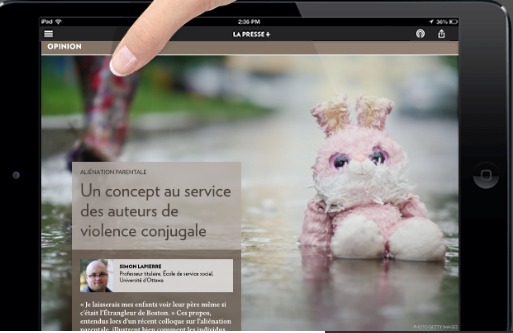 iPad
2:36 PM
36%
LA PRESSE+
OPINION
ALIÉNATION PARENTALE
Un concept au service
des auteurs de
violence conjugale
SIMON LAPIERRE
Professeur titulaire, École de service social,
Université d'Ottawa
« Je laisserais mes enfants voir leur père même si
c'était l'Étrangleur de Boston. » Ces propos,
entendus lors d'un récent colloque sur l'aliénation
parentale, illustrent bien comment les individus
PHOTO GETTY IMAGES